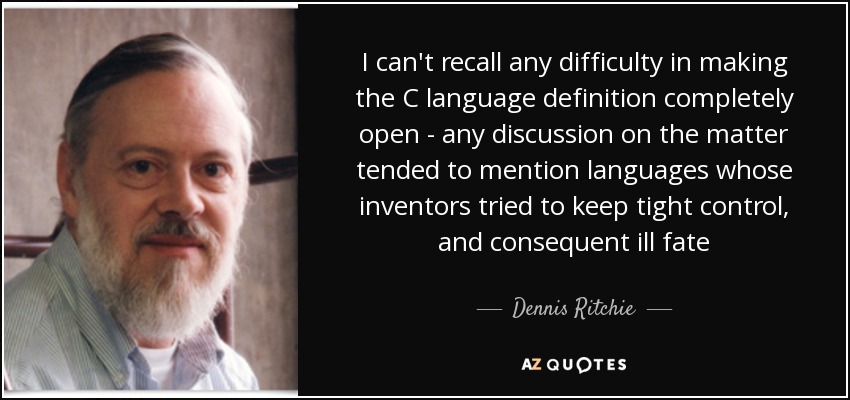 I can't recall any difficulty in making
the C language definition completely
open - any discussion on the matter
tended to mention languages whose
inventors tried to keep tight control,
and consequent ill fate
Dennis Ritchie
AZ QUOTES